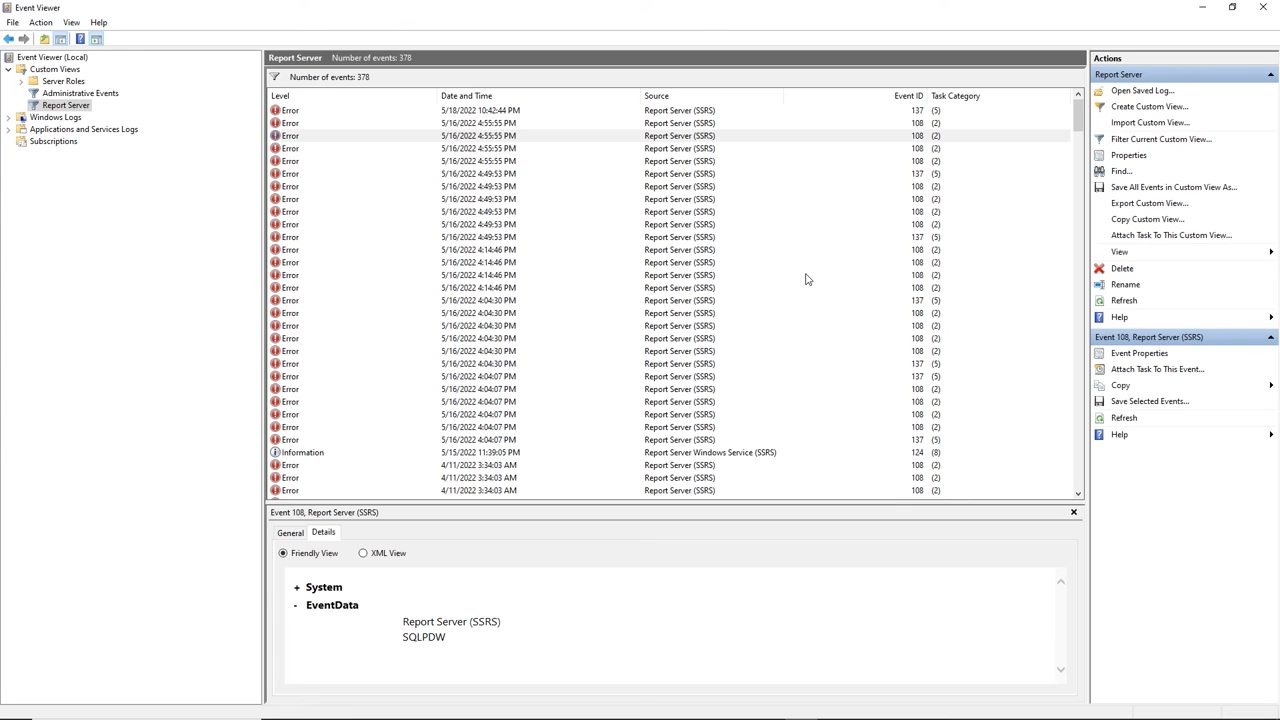 Event Viewer
File Action View Help
Event Viewer (Local)
Custom Views
Server Roles
Administrative Events
Report Server
Windows Logs
Applications and Services Logs
Subscriptions
Report Server Number of events: 378
Number of events: 378
Level Date and Time Source Event ID Task Category
Error 5/18/2022 10:42:44 PM Report Server (SSRS) 137 (5)
Error 5/16/2022 4:55:55 PM Report Server (SSRS) 108 (2)
Error 5/16/2022 4:55:55 PM Report Server (SSRS) 108 (2)
Error 5/16/2022 4:55:55 PM Report Server (SSRS) 108 (2)
Error 5/16/2022 4:55:55 PM Report Server (SSRS) 108 (2)
Error 5/16/2022 4:49:53 PM Report Server (SSRS) 137 (5)
Error 5/16/2022 4:49:53 PM Report Server (SSRS) 108 (2)
Error 5/16/2022 4:49:53 PM Report Server (SSRS) 108 (2)
Error 5/16/2022 4:49:53 PM Report Server (SSRS) 108 (2)
Error 5/16/2022 4:49:53 PM Report Server (SSRS) 108 (2)
Error 5/16/2022 4:49:53 PM Report Server (SSRS) 137 (5)
Error 5/16/2022 4:14:46 PM Report Server (SSRS) 108 (2)
Error 5/16/2022 4:14:46 PM Report Server (SSRS) 108 (2)
Error 5/16/2022 4:14:46 PM Report Server (SSRS) 108 (2)
Error 5/16/2022 4:14:46 PM Report Server (SSRS) 108 (2)
Error 5/16/2022 4:04:30 PM Report Server (SSRS) 137 (5)
Error 5/16/2022 4:04:30 PM Report Server (SSRS) 108 (2)
Error 5/16/2022 4:04:30 PM Report Server (SSRS) 108 (2)
Error 5/16/2022 4:04:30 PM Report Server (SSRS) 108 (2)
Error 5/16/2022 4:04:30 PM Report Server (SSRS) 108 (2)
Error 5/16/2022 4:04:30 PM Report Server (SSRS) 137 (5)
Error 5/16/2022 4:04:07 PM Report Server (SSRS) 137 (5)
Error 5/16/2022 4:04:07 PM Report Server (SSRS) 108 (2)
Error 5/16/2022 4:04:07 PM Report Server (SSRS) 108 (2)
Error 5/16/2022 4:04:07 PM Report Server (SSRS) 108 (2)
Error 5/16/2022 4:04:07 PM Report Server (SSRS) 108 (2)
Error 5/16/2022 4:04:07 PM Report Server (SSRS) 137 (5)
Information 5/15/2022 11:39:05 PM Report Server Windows Service (SSRS) 124 (8)
Error 4/11/2022 3:34:03 AM Report Server (SSRS) 108 (2)
Error 4/11/2022 3:34:03 AM Report Server (SSRS) 108 (2)
Error 4/11/2022 3:34:03 AM Report Server (SSRS) 108 (2)
Event 108, Report Server (SSRS)
General Details
Friendly View XML View
+ System
- EventData
Report Server (SSRS)
SQLPDW
Actions
Report Server
Open Saved Log...
Create Custom View...
Import Custom View...
Filter Current Custom View...
Properties
Find...
Save All Events in Custom View As...
Export Custom View...
Copy Custom View...
Attach Task To This Custom View...
View
Delete
Rename
Refresh
Help
Event 108, Report Server (SSRS)
Event Properties
Attach Task To This Event...
Copy
Save Selected Events...
Refresh
Help